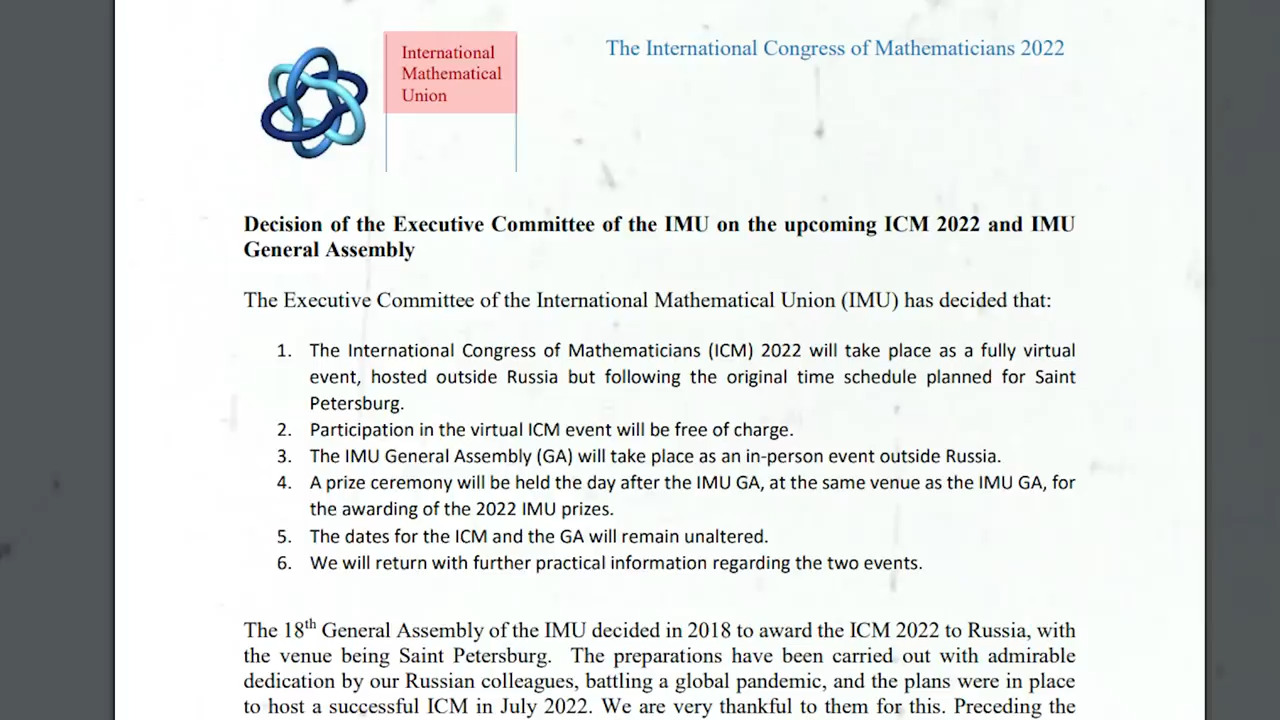 International
Mathematical
Union
The International Congress of Mathematicians 2022
Decision of the Executive Committee of the IMU on the upcoming ICM 2022 and IMU
General Assembly
The Executive Committee of the International Mathematical Union (IMU) has decided that:
1. The International Congress of Mathematicians (ICM) 2022 will take place as a fully virtual
event, hosted outside Russia but following the original time schedule planned for Saint
Petersburg.
2. Participation in the virtual ICM event will be free of charge.
3. The IMU General Assembly (GA) will take place as an in-person event outside Russia.
4. A prize ceremony will be held the day after the IMU GA, at the same venue as the IMU GA, for
the awarding of the 2022 IMU prizes.
5. The dates for the ICM and the GA will remain unaltered.
6. We will return with further practical information regarding the two events.
The 18th General Assembly of the IMU decided in 2018 to award the ICM 2022 to Russia, with
the venue being Saint Petersburg. The preparations have been carried out with admirable
dedication by our Russian colleagues, battling a global pandemic, and the plans were in place
to host a successful ICM in July 2022. We are very thankful to them for this. Preceding the